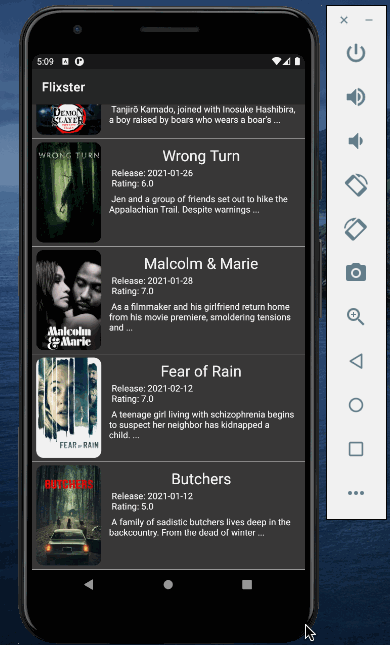 5:09
Flixster
DEMON
SLAYER
Tanjirō Kamado, joined with Inosuke Hashibira,
a boy raised by boars who wears a boar's ...
WRONG TURN
Wrong Turn
Release: 2021-01-26
Rating: 6.0
Jen and a group of friends set out to hike the
Appalachian Trail. Despite warnings ...
Malcolm
& Marie
Malcolm & Marie
Release: 2021-01-28
Rating: 7.0
As a filmmaker and his girlfriend return home
from his movie premiere, smoldering tensions
and ...
FEAR OF RAIN
Fear of Rain
Release: 2021-02-12
Rating: 7.0
A teenage girl living with schizophrenia begins
to suspect her neighbor has kidnapped a
child. ...
BUTCHERS
Butchers
Release: 2021-01-12
Rating: 5.0
A family of sadistic butchers lives deep in the
backcountry. From the dead of winter ...